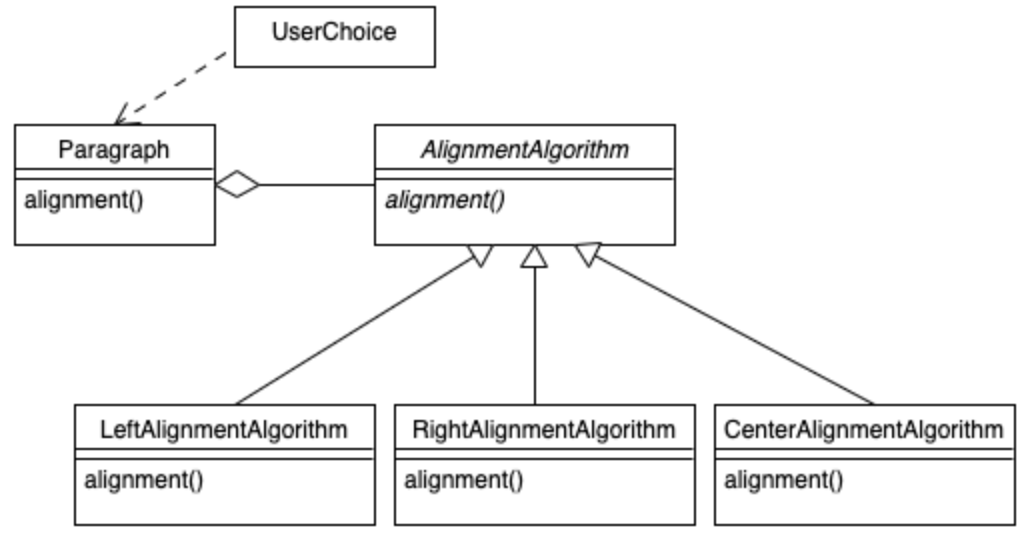 UserChoice
Paragraph
alignment()
AlignmentAlgorithm
alignment()
LeftAlignmentAlgorithm
alignment()
RightAlignmentAlgorithm
alignment()
CenterAlignmentAlgorithm
alignment()